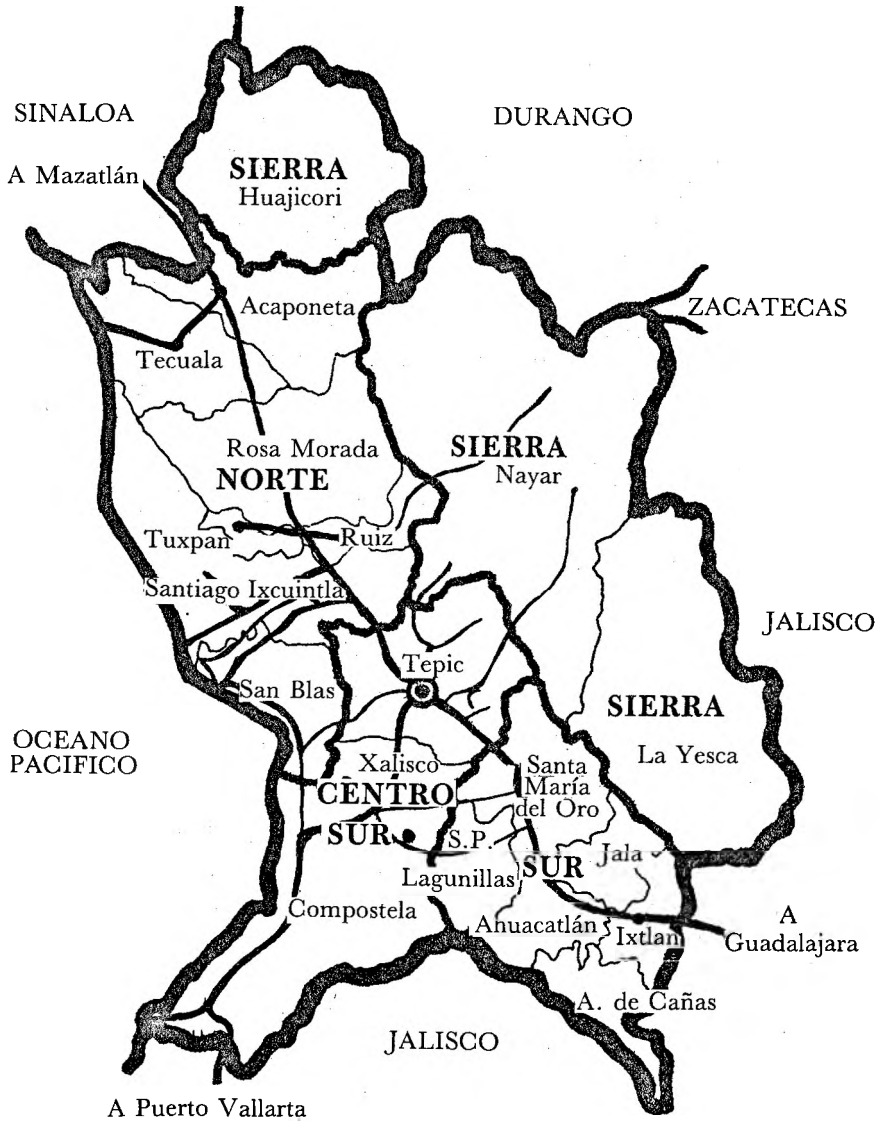 SINALOA
DURANGO
A Mazatlán
SIERRA
Huajicori
ZACATECAS
Acaponeta
Tecuala
Rosa Morada
NORTE
SIERRA
Nayar
Tuxpan
Ruiz
Santiago Ixcuintla
JALISCO
Tepic
San Blas
SIERRA
La Yesca
OCEANO
PACIFICO
Xalisco
Santa
María
del Oro
CENTRO
SUR
S.P.
Lagunillas
SUR
Jala
Compostela
Ahuacatlán
Ixtlan
A
Guadalajara
A. de Cañas
JALISCO
A Puerto Vallarta